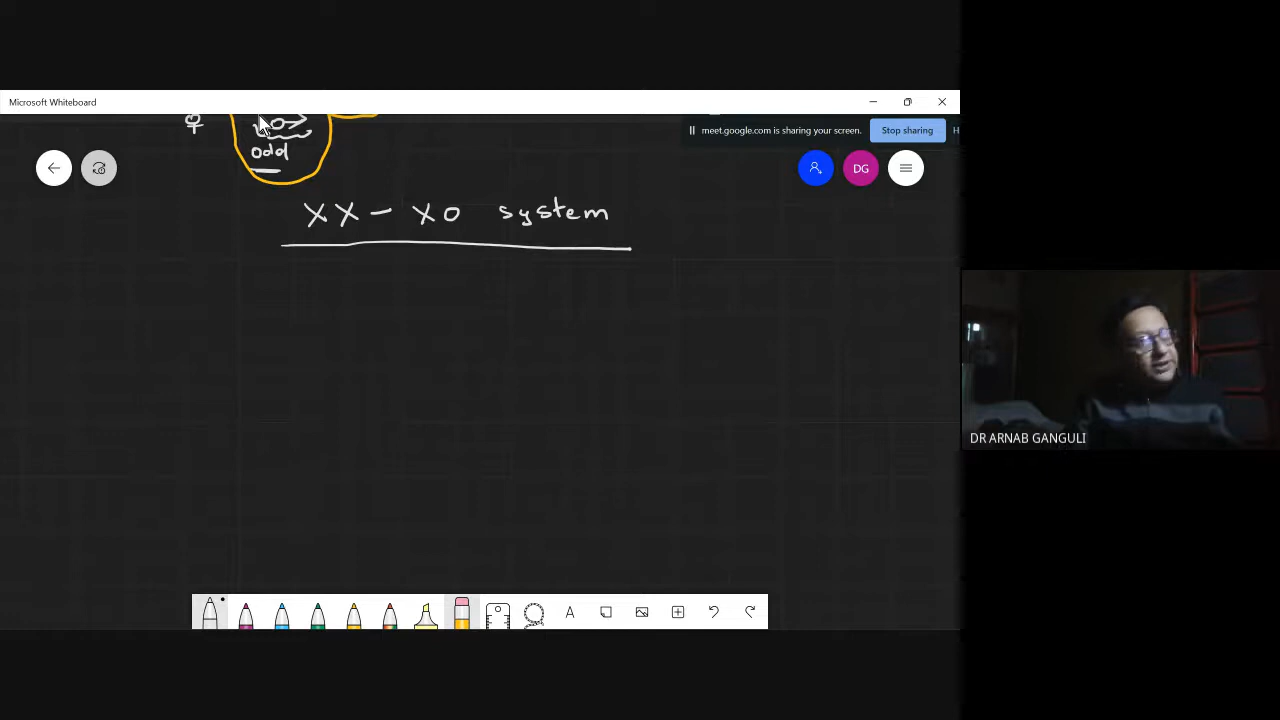 Microsoft Whiteboard
meet.google.com is sharing your screen.
Stop sharing
H
DG
odd
XX - XO system
DR ARNAB GANGULI
A